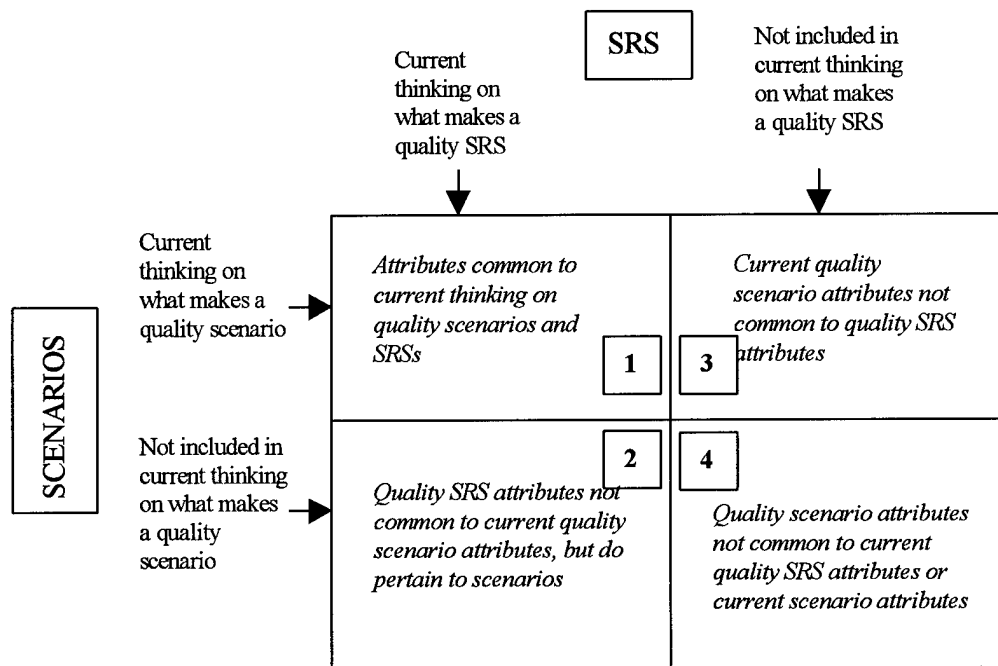 SRS
Current
thinking on
what makes a
quality SRS
Not included in
current thinking
on what makes
a quality SRS
SCENARIOS
Current
thinking on
what makes a
quality scenario
Attributes common to
current thinking on
quality scenarios and
SRSs
1
Current quality
scenario attributes not
common to quality SRS
attributes
3
Not included in
current thinking
on what makes
a quality
scenario
2
Quality SRS attributes not
common to current quality
scenario attributes, but do
pertain to scenarios
4
Quality scenario attributes
not common to current
quality SRS attributes or
current scenario attributes